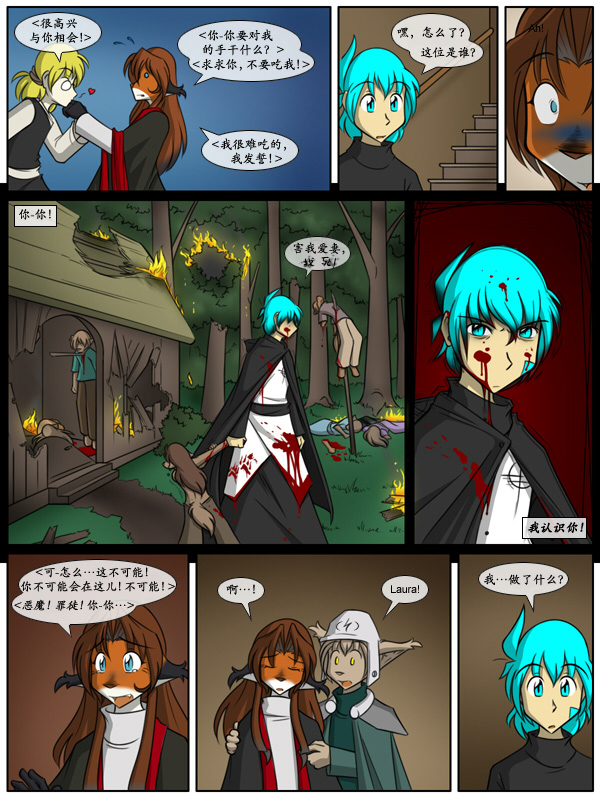 <很高兴
与你相会!>
<你-你要对我
的手干什么?>
<求求你,不要吃我!>
<我很难吃的,
我发誓!>
嘿,怎么了?
这位是谁?
Ah!
你-你!
害我爱妻,
我认识你!
<可-怎么…这不可能!
你不可能会在这儿!不可能!>
<恶魔!罪徒!你-你…>
啊…!
Laura!
我…做了什么?